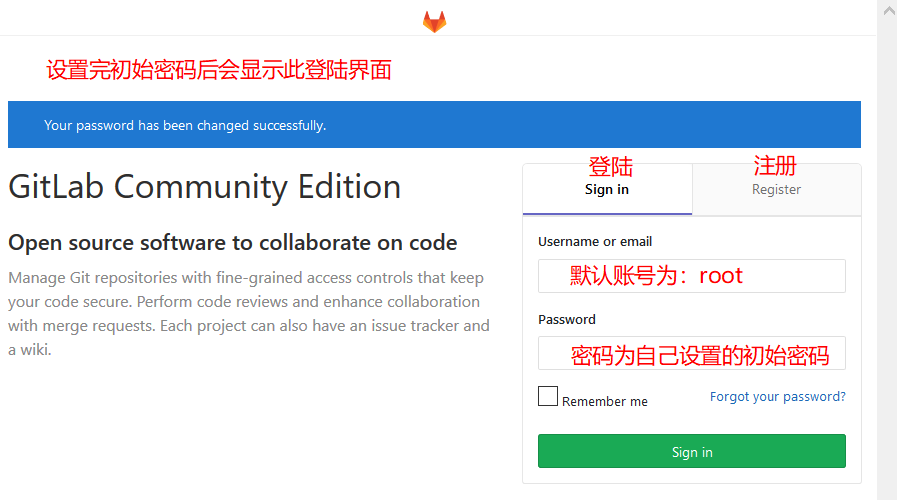 设置完初始密码后会显示此登陆界面
Your password has been changed successfully.
GitLab Community Edition
Open source software to collaborate on code
Manage Git repositories with fine-grained access controls that keep
your code secure. Perform code reviews and enhance collaboration
with merge requests. Each project can also have an issue tracker and
a wiki.
登陆
注册
Sign in
Register
Username or email
默认账号为：root
Password
密码为自己设置的初始密码
Remember me
Forgot your password?
Sign in